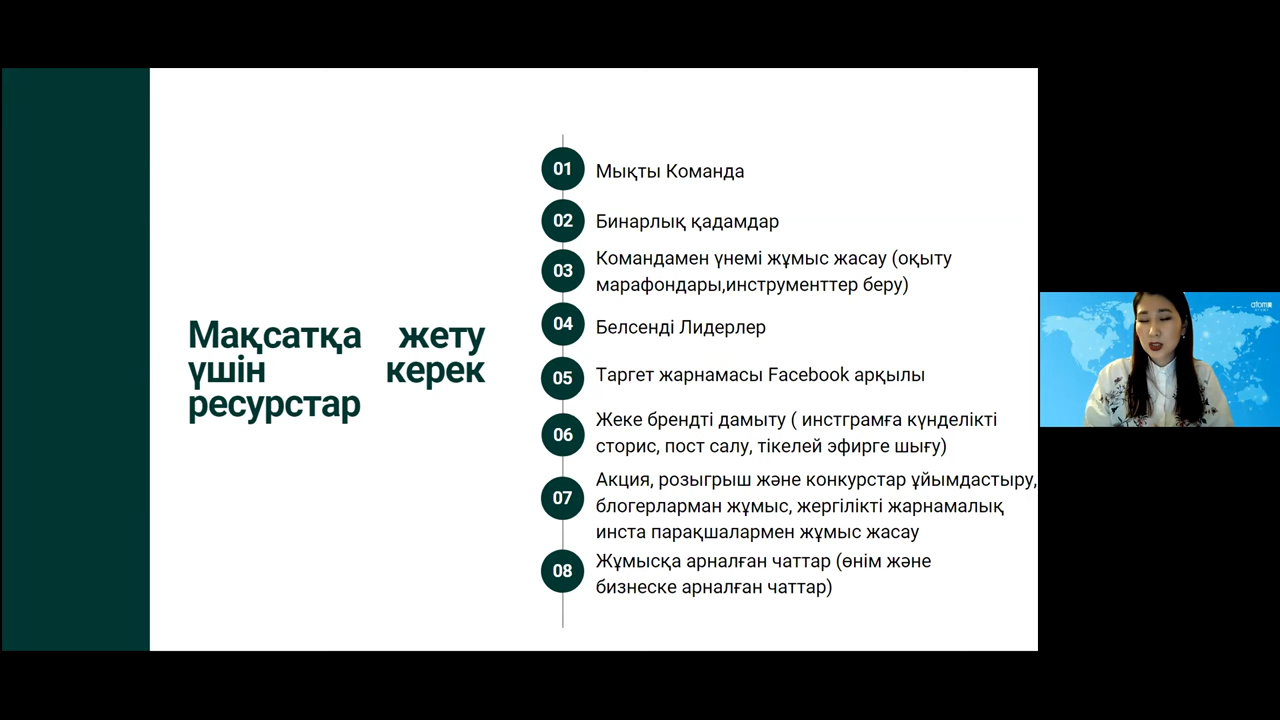 Мақсатқа жету
үшін керек
ресурстар
01
Мықты Команда
02
Бинарлық қадамдар
03
Командамен үнемі жұмыс жасау (оқыту
марафондары,инструменттер беру)
04
Белсенді Лидерлер
05
Таргет жарнамасы Facebook арқылы
06
Жеке брендті дамыту ( инстграмға күнделікті
сторис, пост салу, тікелей эфирге шығу)
07
Акция, розыгрыш және конкурстар ұйымдастыру,
блогерларман жұмыс, жергілікті жарнамалық
инста парақшалармен жұмыс жасау
08
Жұмысқа арналған чаттар (өнім және
бизнеске арналған чаттар)